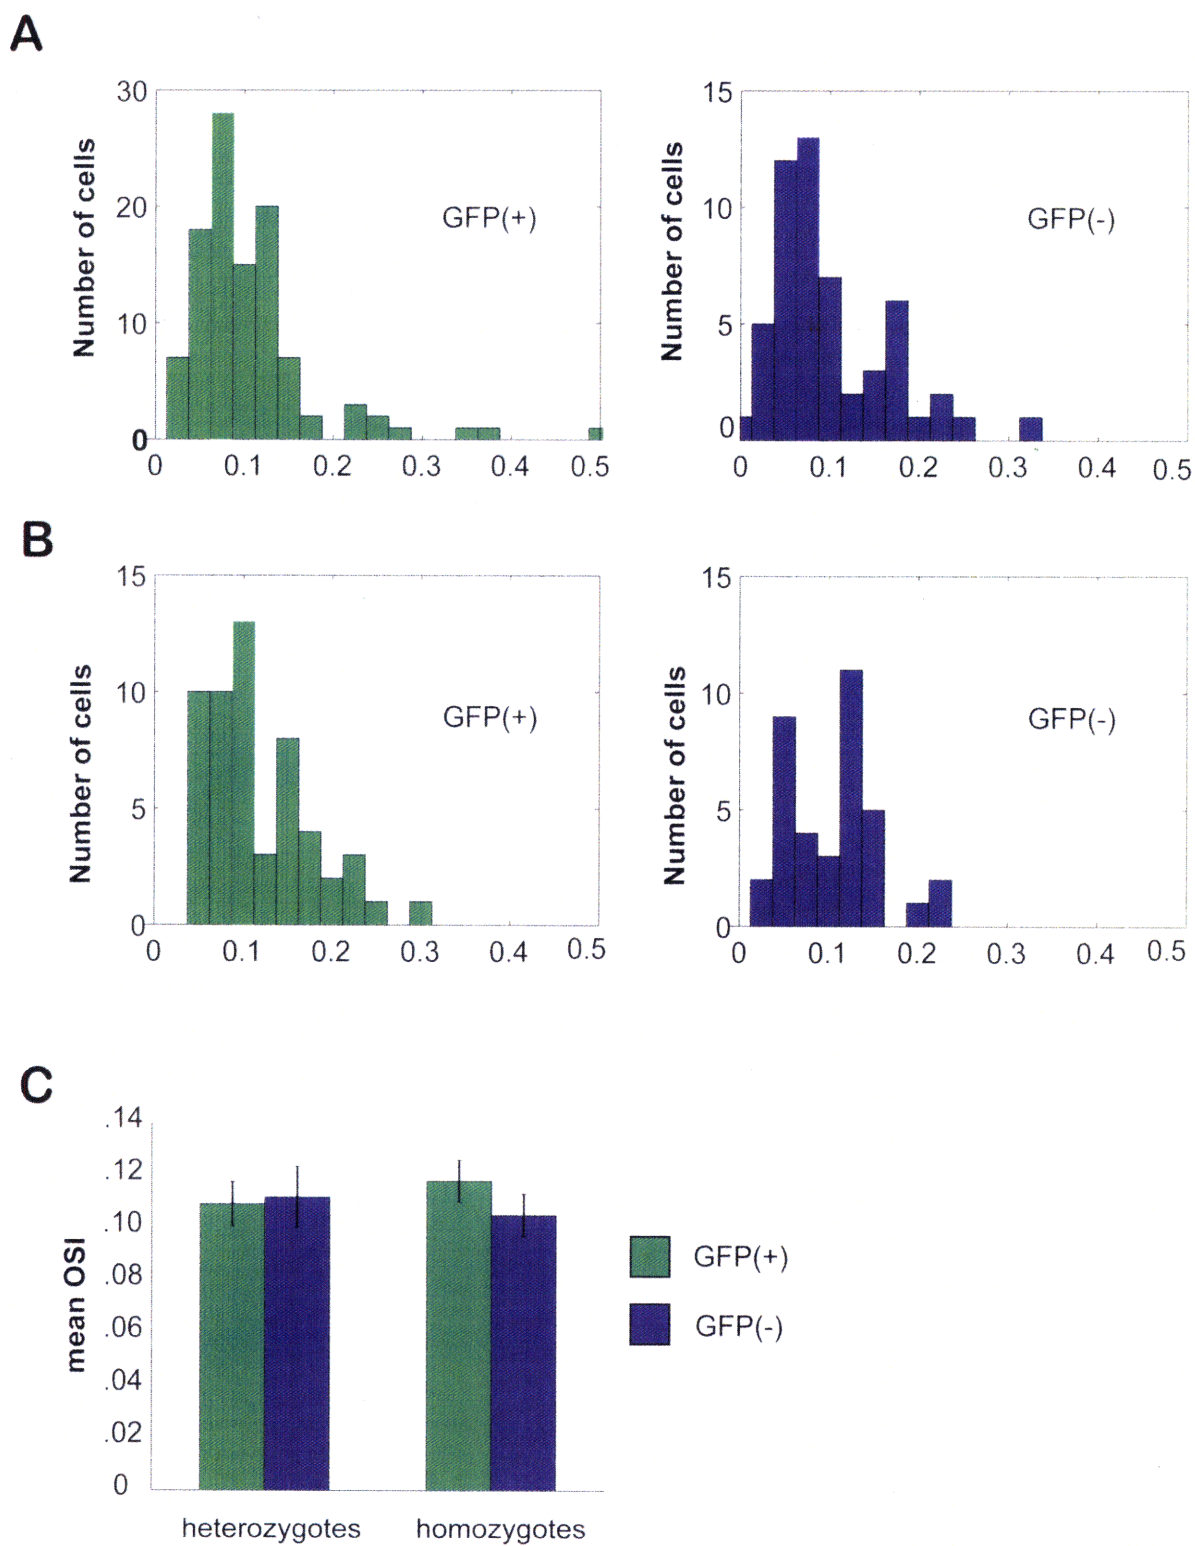 A
30
20
10
0
Number of cells
GFP(+)
0 0.1 0.2 0.3 0.4 0.5
15
10
5
0
Number of cells
GFP(-)
0 0.1 0.2 0.3 0.4 0.5
B
15
10
5
0
Number of cells
GFP(+)
0 0.1 0.2 0.3 0.4 0.5
15
10
5
0
Number of cells
GFP(-)
0 0.1 0.2 0.3 0.4 0.5
C
.14
.12
.10
.08
.06
.04
.02
0
mean OSI
heterozygotes homozygotes
GFP(+)
GFP(-)